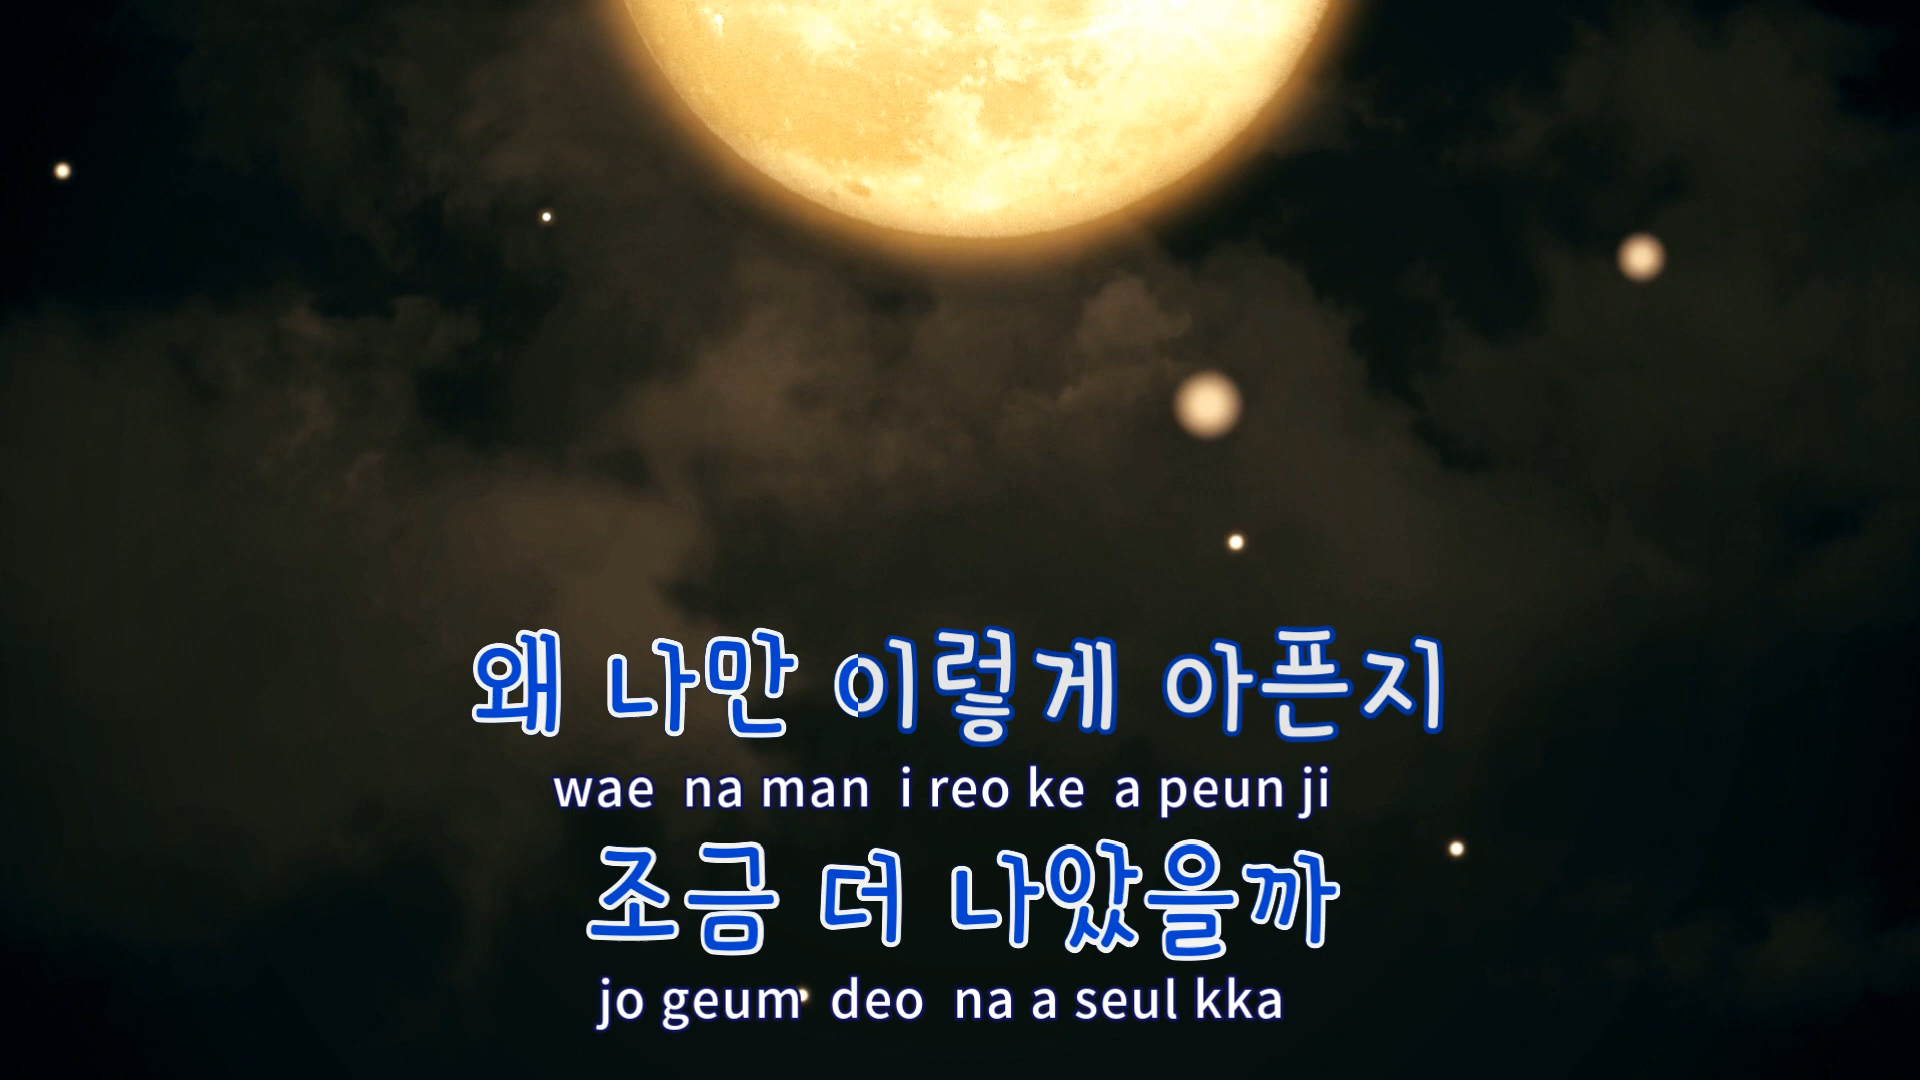 왜 나만 이렇게 아픈지
wae na man i reo ke a peun ji
조금 더 나았을까
jo geum deo na a seul kka